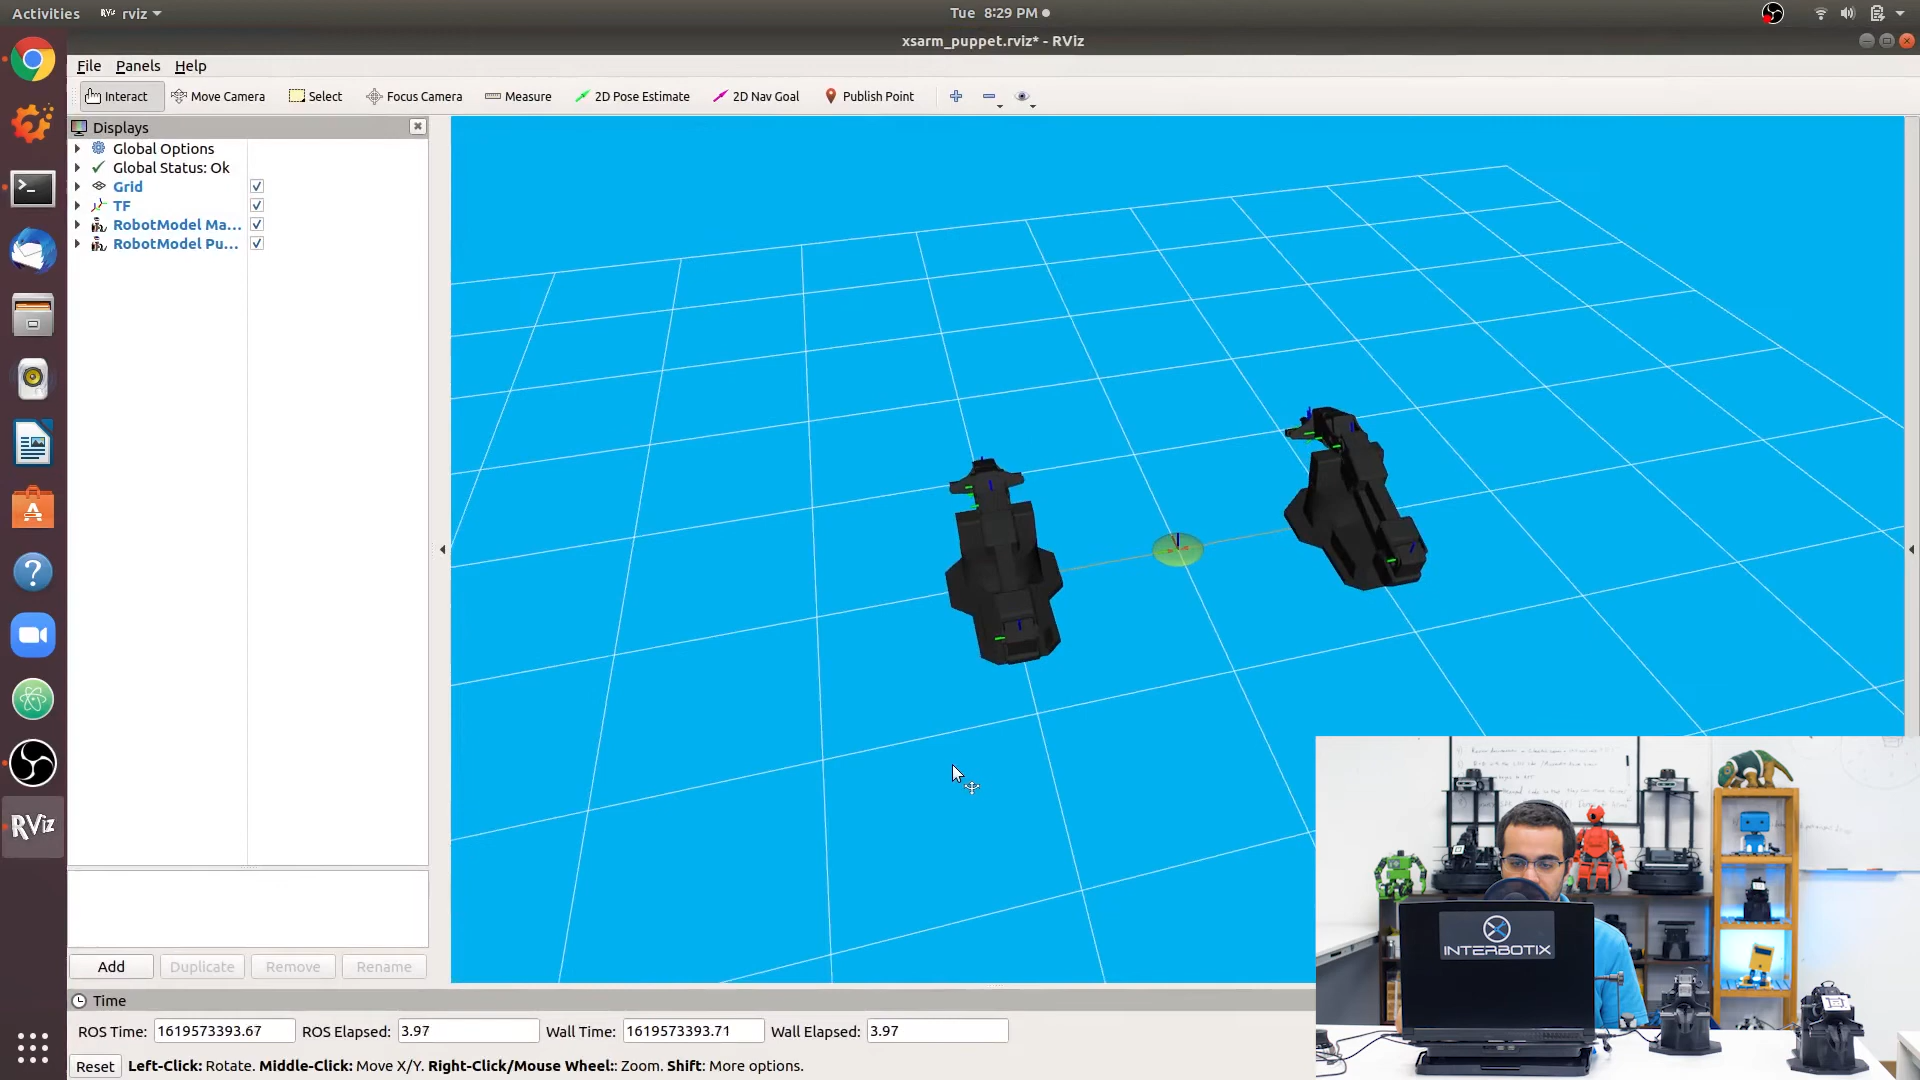 Activities
RViz rviz
Tue 8:29 PM
xsarm_puppet.rviz* - RViz
File Panels Help
Interact Move Camera Select Focus Camera Measure 2D Pose Estimate 2D Nav Goal Publish Point
Displays
Global Options
Global Status: Ok
Grid
TF
RobotModel Ma...
RobotModel Pu...
RViz
INTERBOTIX
Add Duplicate Remove Rename
Time
ROS Time: 1619573393.67 ROS Elapsed: 3.97 Wall Time: 1619573393.71 Wall Elapsed: 3.97
Reset Left-Click: Rotate. Middle-Click: Move X/Y. Right-Click/Mouse Wheel:: Zoom. Shift: More options.